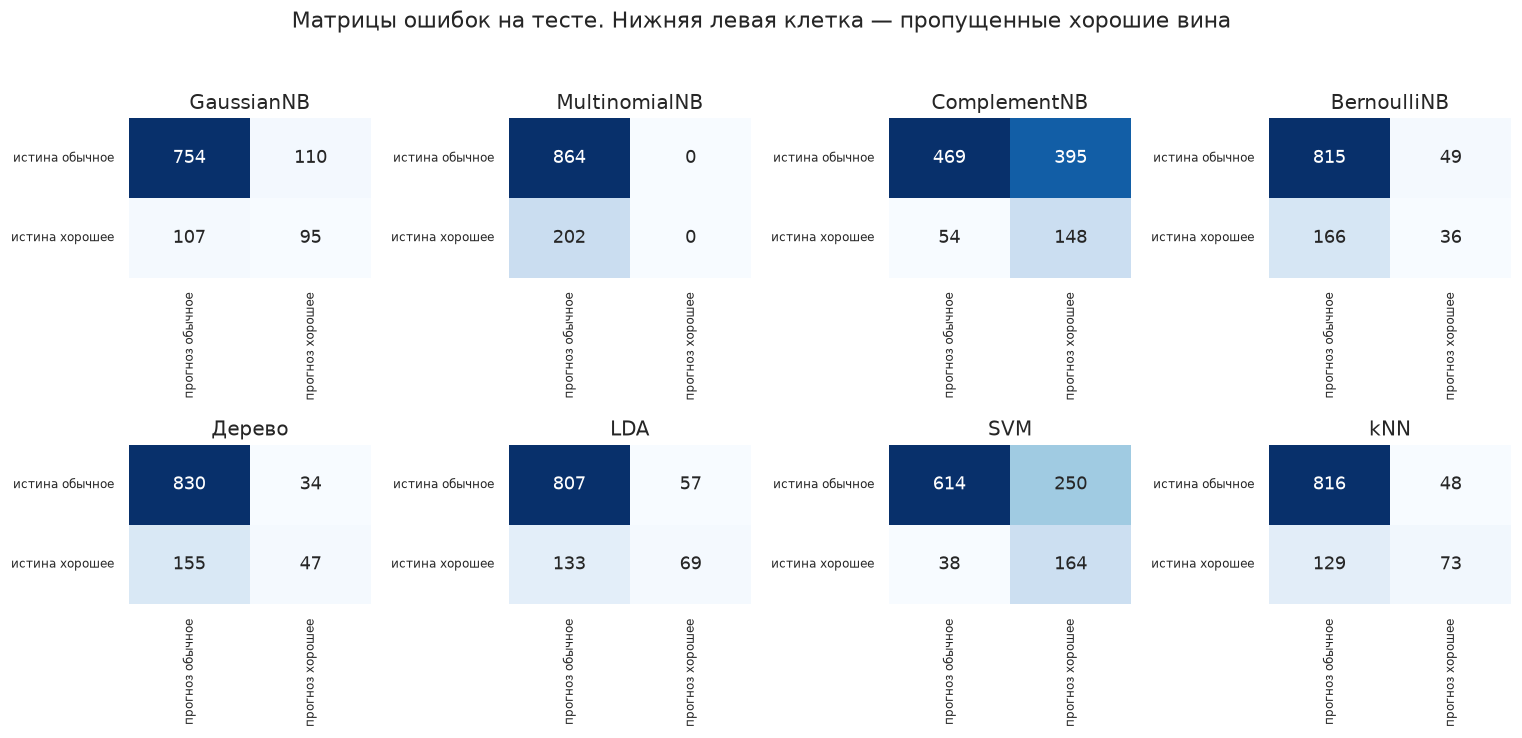 Матрицы ошибок на тесте. Нижняя левая клетка — пропущенные хорошие вина
GaussianNB
истина обычное
754
110
истина хорошее
107
95
прогноз обычное
прогноз хорошее
MultinomialNB
истина обычное
864
0
истина хорошее
202
0
прогноз обычное
прогноз хорошее
ComplementNB
истина обычное
469
395
истина хорошее
54
148
прогноз обычное
прогноз хорошее
BernoulliNB
истина обычное
815
49
истина хорошее
166
36
прогноз обычное
прогноз хорошее
Дерево
истина обычное
830
34
истина хорошее
155
47
прогноз обычное
прогноз хорошее
LDA
истина обычное
807
57
истина хорошее
133
69
прогноз обычное
прогноз хорошее
SVM
истина обычное
614
250
истина хорошее
38
164
прогноз обычное
прогноз хорошее
kNN
истина обычное
816
48
истина хорошее
129
73
прогноз обычное
прогноз хорошее